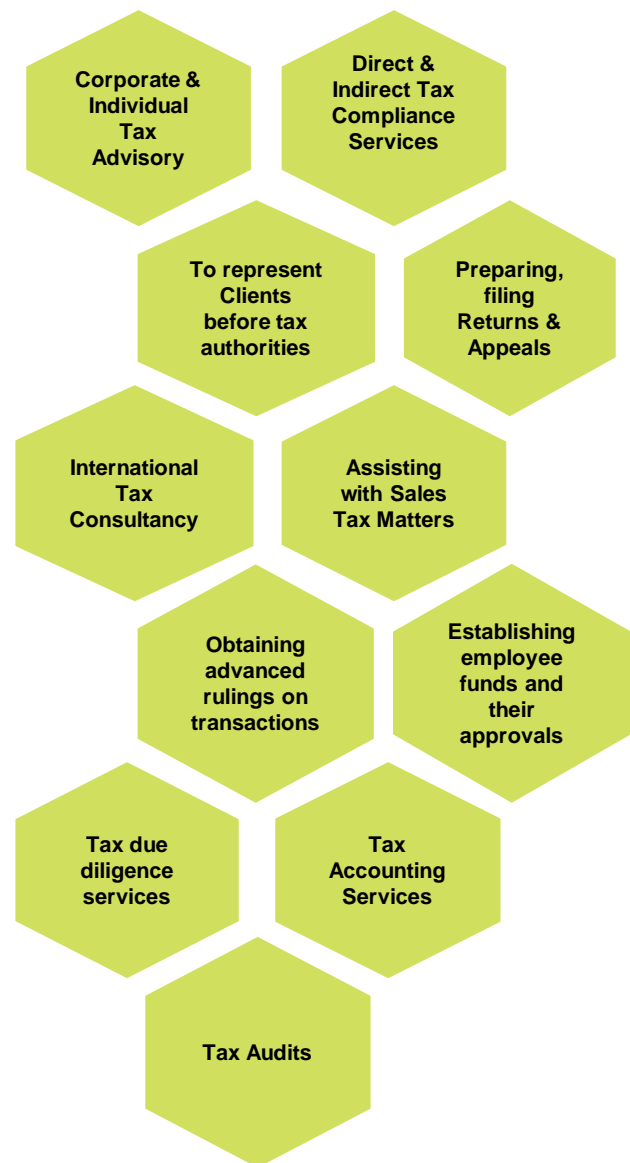 Corporate &
Individual
Tax
Advisory
Direct &
Indirect Tax
Compliance
Services
To represent
Clients
before tax
authorities
Preparing,
filing
Returns &
Appeals
International
Tax
Consultancy
Assisting
with Sales
Tax Matters
Obtaining
advanced
rulings on
transactions
Establishing
employee
funds and
their
approvals
Tax due
diligence
services
Tax
Accounting
Services
Tax Audits